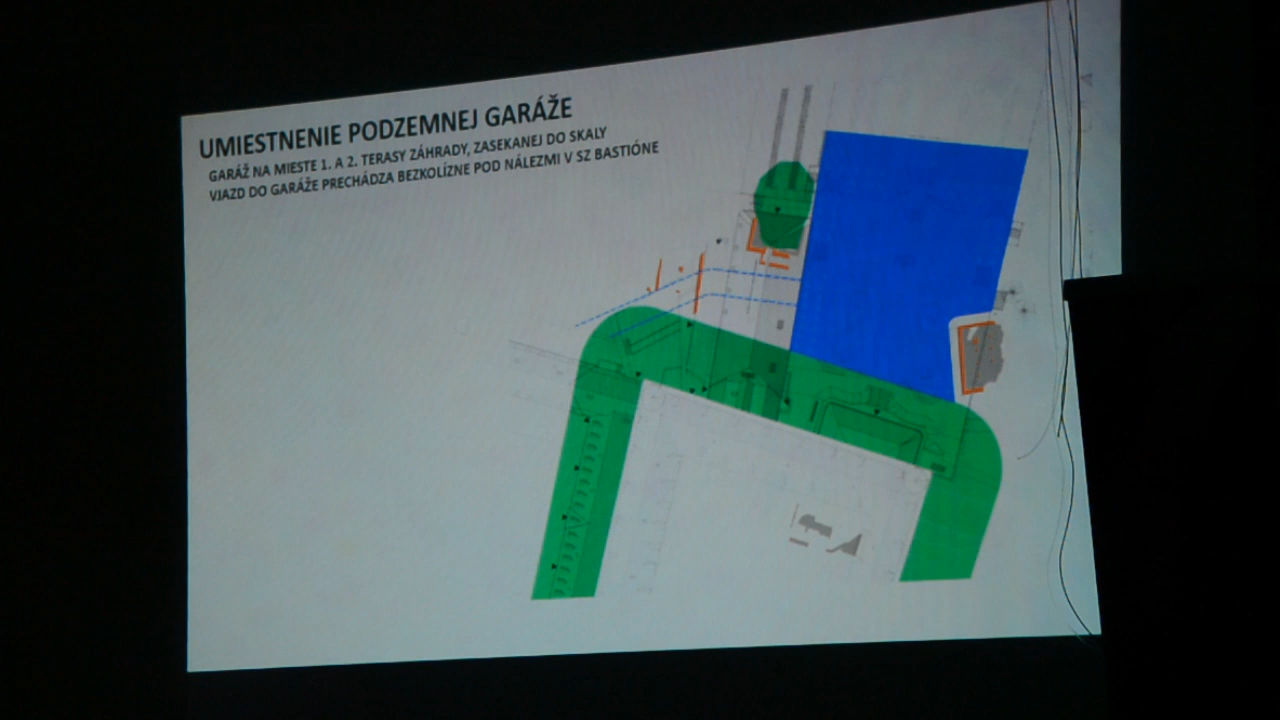 UMIESTNENIE PODZEMNEJ GARÁŽE
GARÁŽ NA MIESTE 1. A 2. TERASY ZÁHRADY, ZASEKANEJ DO SKALY
VJAZD DO GARÁŽE PRECHÁDZA BEZKOLÍZNE POD NÁLEZMI V SZ BASTIÓNE